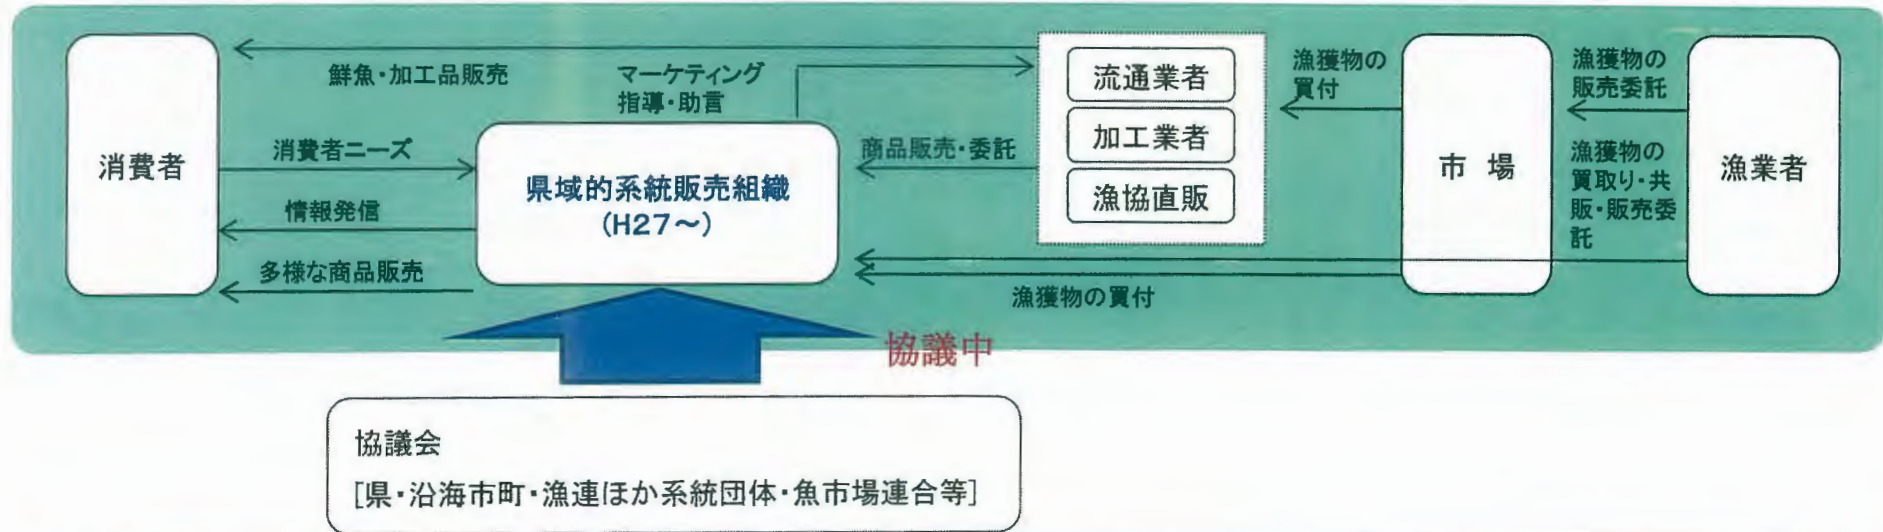 消費者
鮮魚・加工品販売
消費者ニーズ
情報発信
多様な商品販売
マーケティング
指導・助言
県域的系統販売組織
(H27~)
商品販売・委託
流通業者
加工業者
漁協直販
漁獲物の
買付
漁獲物の買付
市 場
漁獲物の
販売委託
漁獲物の
買取り・共
販・販売委
託
漁業者
協議中
協議会
[県・沿海市町・漁連ほか系統団体・魚市場連合等]